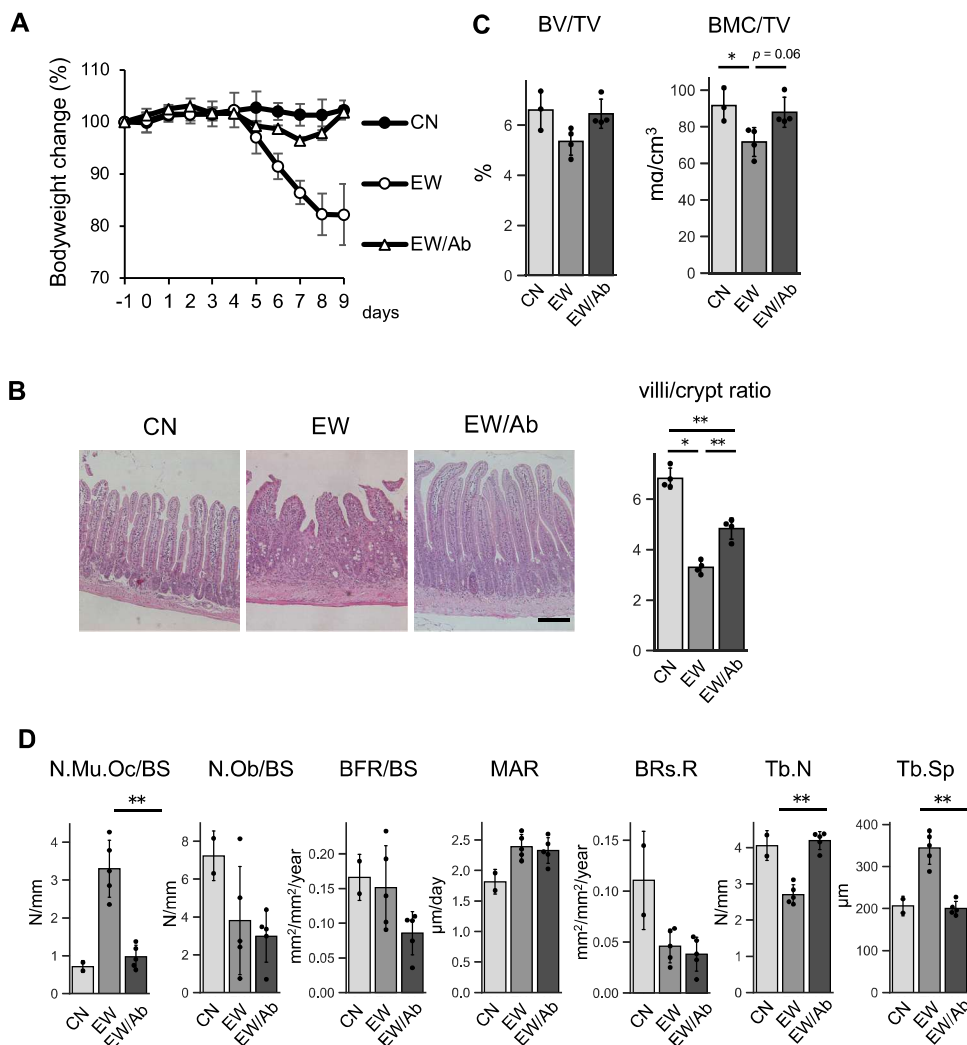 A
Bodyweight change (%)
110
100
90
80
70
-1 0 1 2 3 4 5 6 7 8 9 days
CN
EW
EW/Ab
C
BV/TV
%
6
4
2
0
CN EW EW/Ab
BMC/TV
* p = 0.06
mɑ/cm3
100
80
60
40
20
0
CN EW EW/Ab
B
CN EW EW/Ab
villi/crypt ratio
**
* **
6
4
2
0
CN EW EW/Ab
D
N.Mu.Oc/BS
**
N/mm
4
3
2
1
0
CN EW EW/Ab
N.Ob/BS
N/mm
8
6
4
2
0
CN EW EW/Ab
BFR/BS
mm2/mm2/year
0.20
0.15
0.10
0.05
0.00
CN EW EW/Ab
MAR
μm/day
2.5
2.0
1.5
1.0
0.5
0.0
CN EW EW/Ab
BRs.R
mm2/mm2/year
0.10
0.05
0.00
CN EW EW/Ab
Tb.N
**
N/mm
4
3
2
1
0
CN EW EW/Ab
Tb.Sp
**
μm
400
300
200
100
0
CN EW EW/Ab